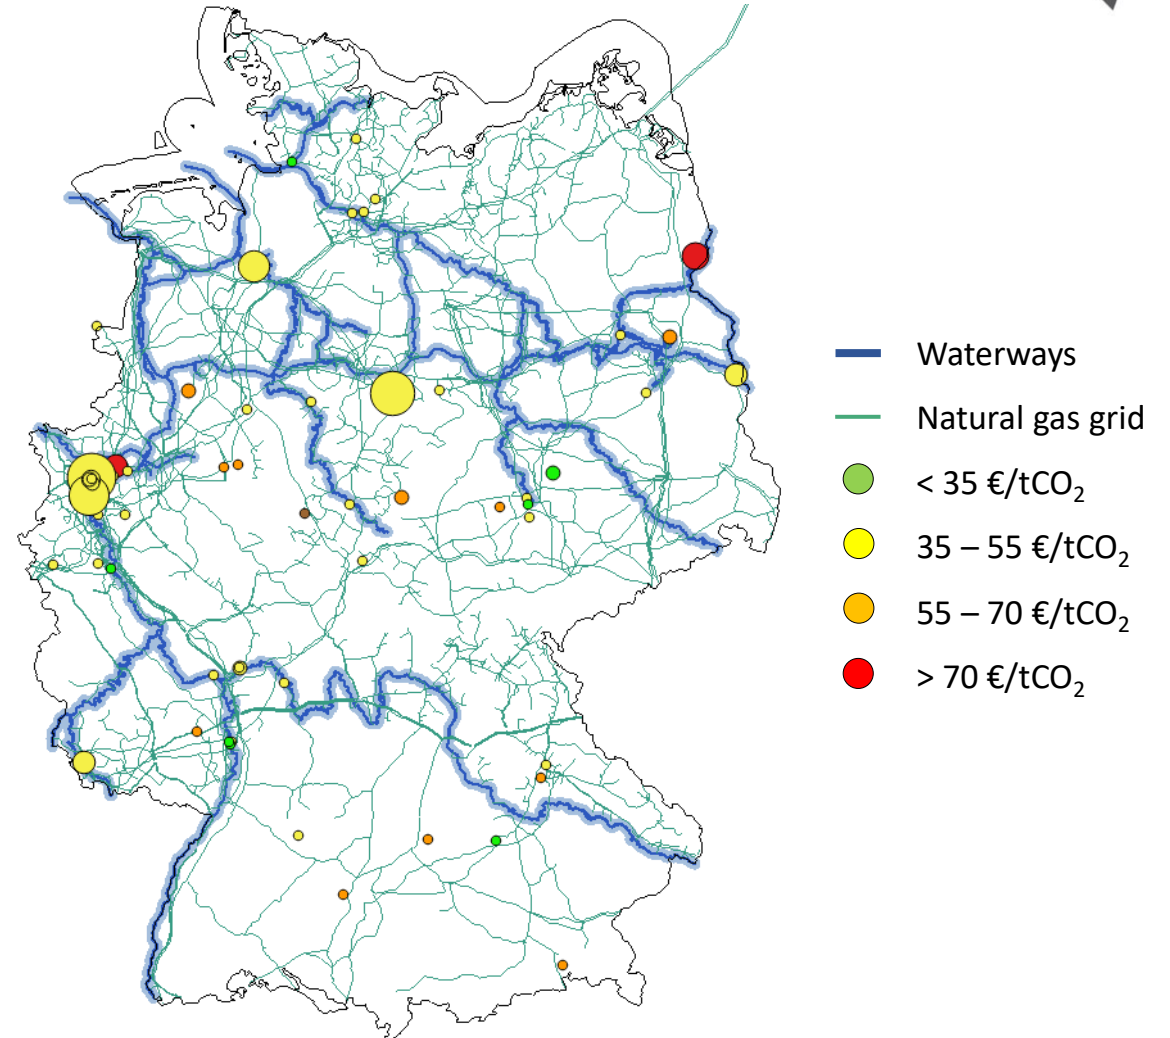 Waterways
Natural gas grid
< 35 €/tCO₂
35 – 55 €/tCO₂
55 – 70 €/tCO₂
> 70 €/tCO₂